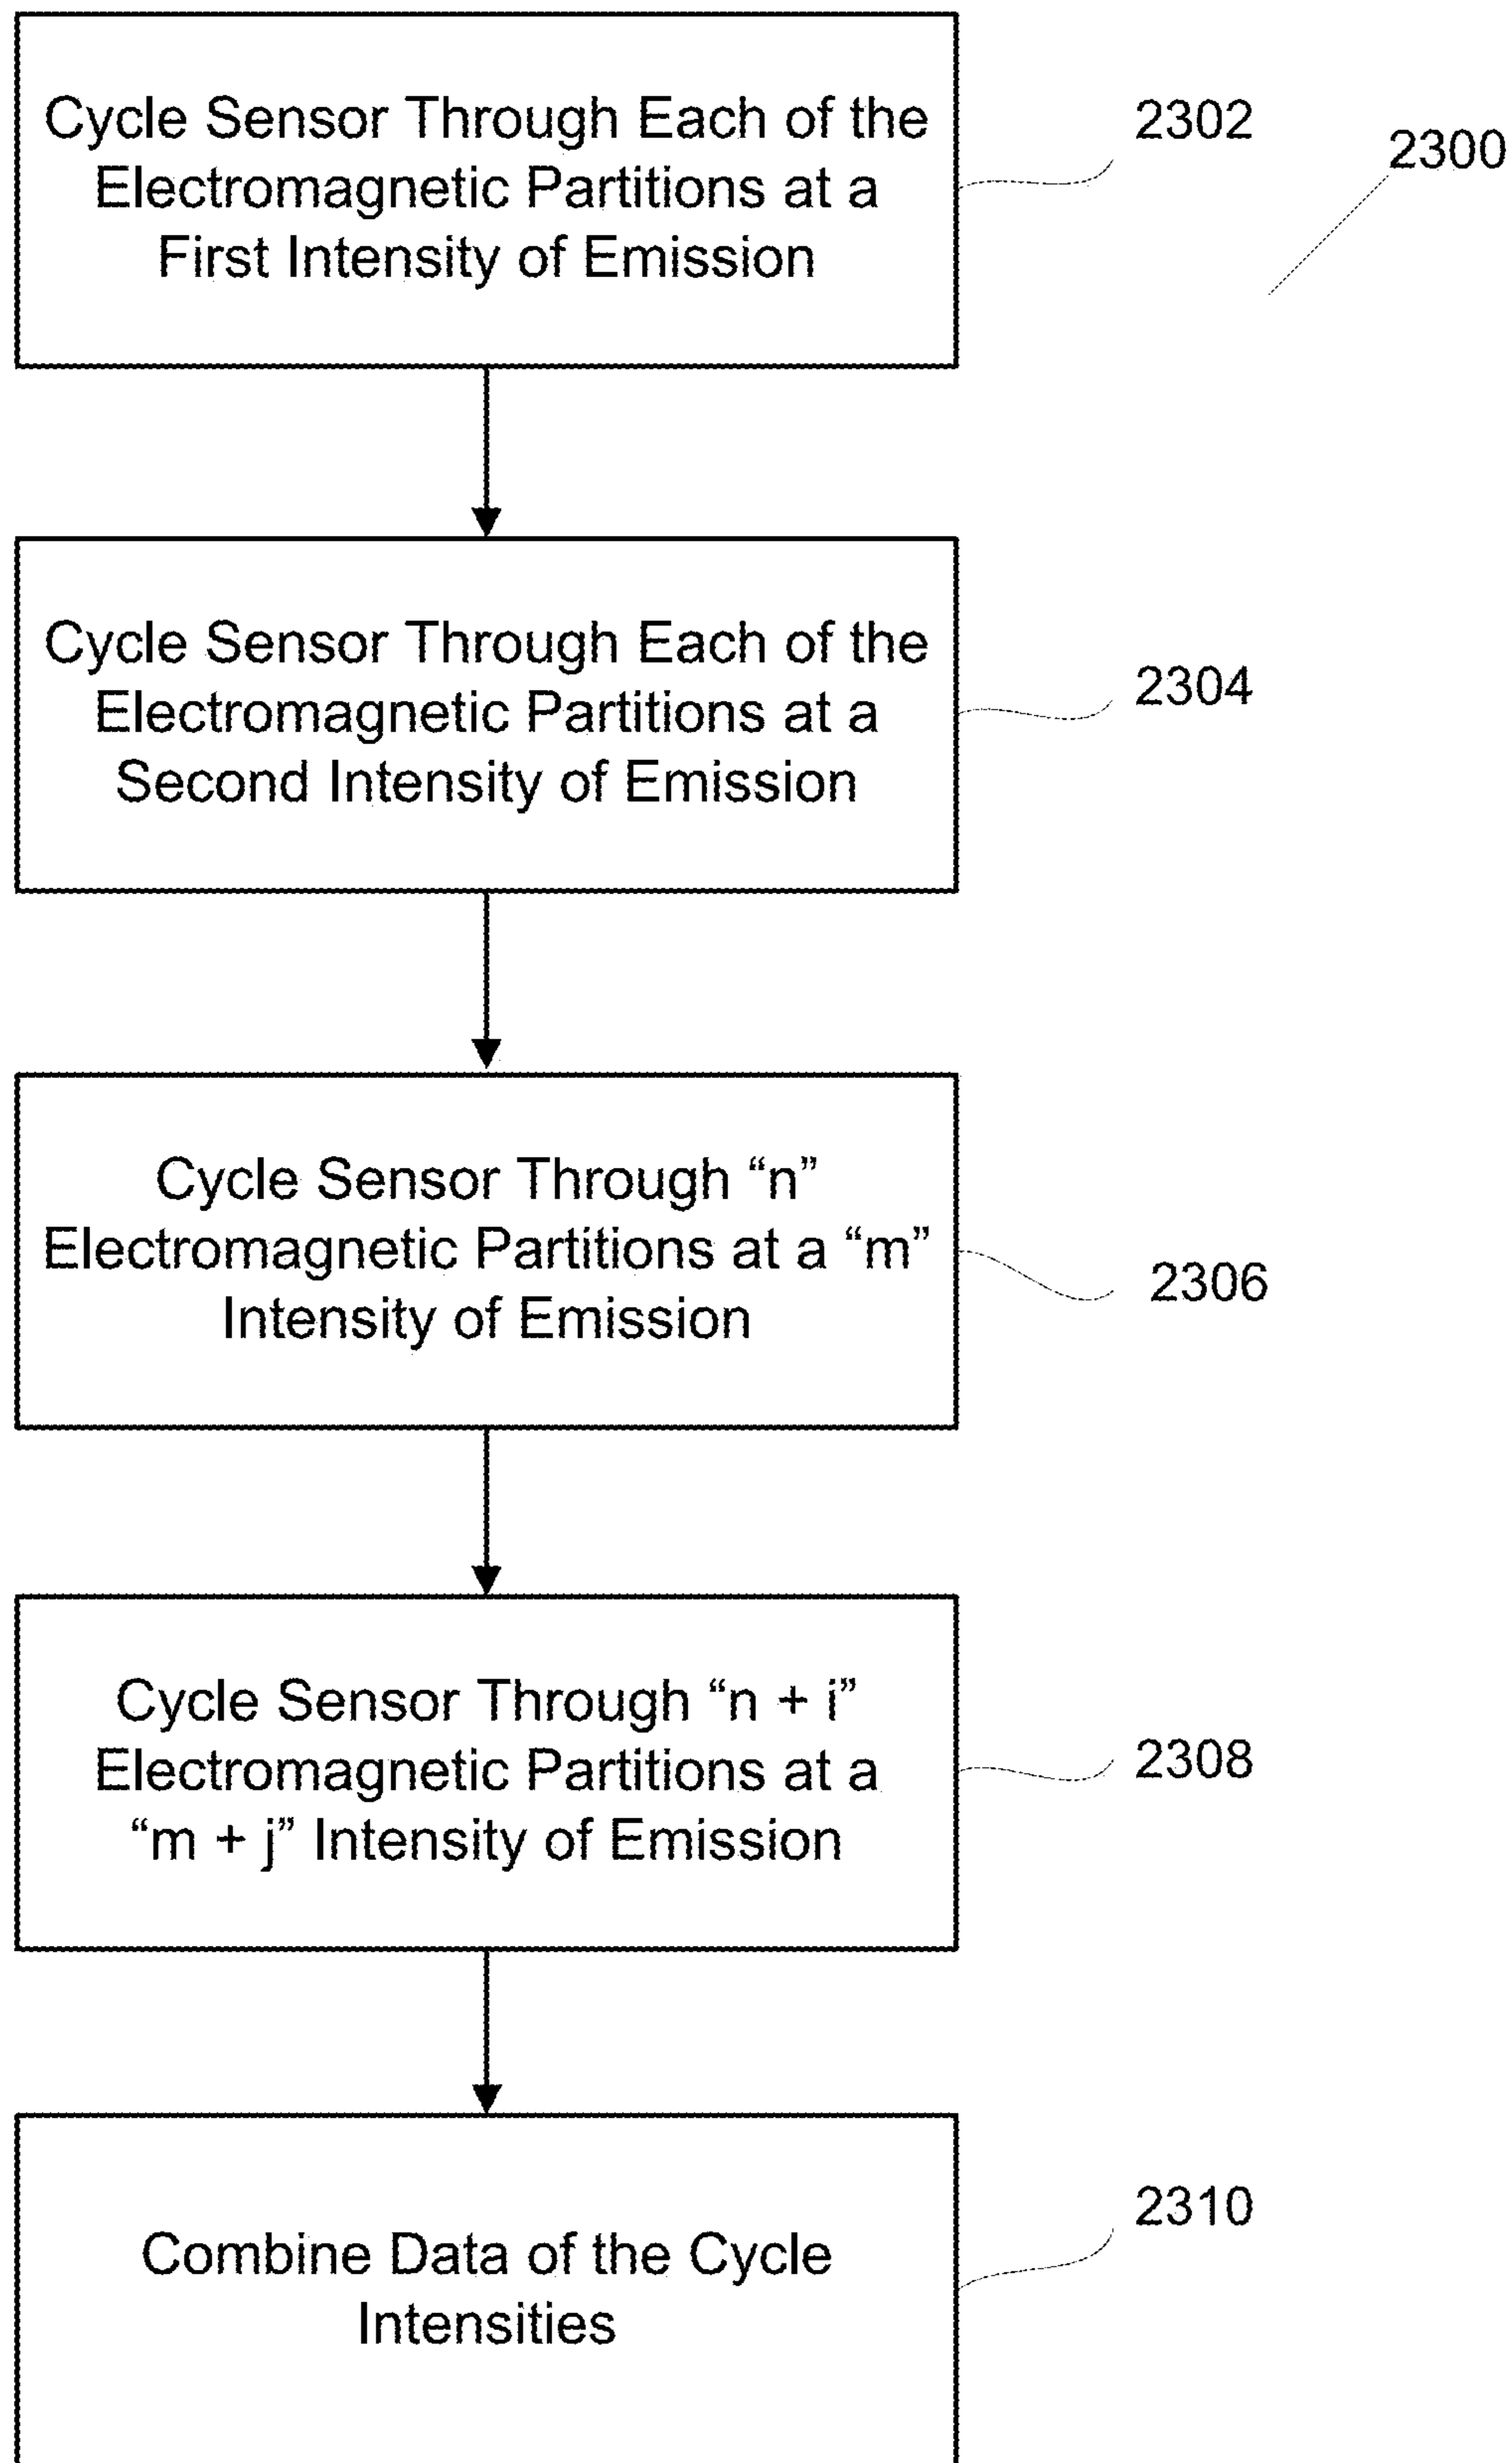 Cycle Sensor Through Each of the
Electromagnetic Partitions at a
First Intensity of Emission
2302
2300
Cycle Sensor Through Each of the
Electromagnetic Partitions at a
Second Intensity of Emission
2304
Cycle Sensor Through “n”
Electromagnetic Partitions at a “m”
Intensity of Emission
2306
Cycle Sensor Through “n + i”
Electromagnetic Partitions at a
“m + j” Intensity of Emission
2308
Combine Data of the Cycle
Intensities
2310